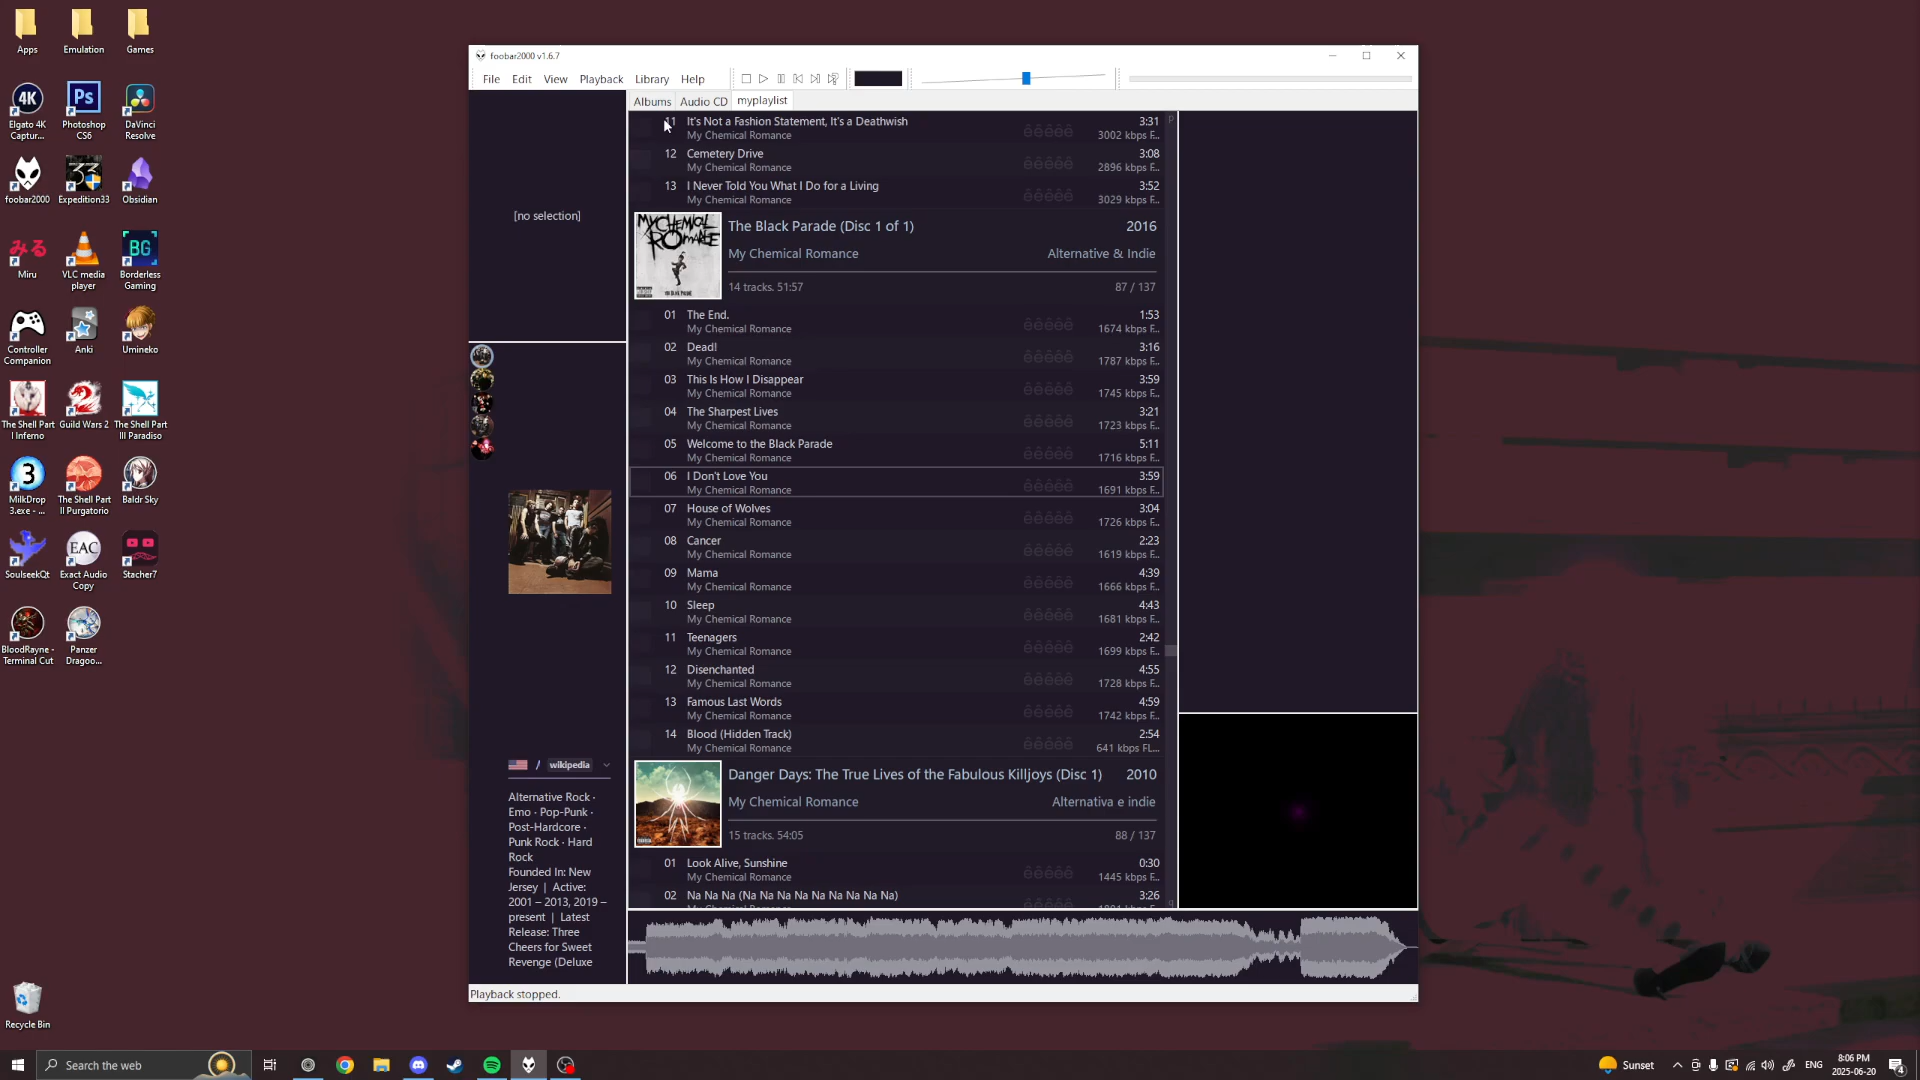 Apps
Emulation
Games
Elgato 4K
Captur...
Photoshop
CS6
DaVinci
Resolve
foobar2000
Expedition33
Obsidian
みる
Miru
VLC media
player
BG
Borderless
Gaming
Controller
Companion
Anki
Umineko
The Shell Part
I Inferno
Guild Wars 2
The Shell Part
III Paradiso
MilkDrop
3.exe - ...
The Shell Part
II Purgatorio
Baldr Sky
SoulseekQt
EAC
Exact Audio
Copy
Stacher7
BloodRayne -
Terminal Cut
Panzer
Dragoo...
Recycle Bin
foobar2000 v1.6.7
File Edit View Playback Library Help
Albums Audio CD myplaylist
[no selection]
/ wikipedia
Alternative Rock ·
Emo · Pop-Punk ·
Post-Hardcore ·
Punk Rock · Hard
Rock
Founded In: New
Jersey | Active:
2001 – 2013, 2019 –
present | Latest
Release: Three
Cheers for Sweet
Revenge (Deluxe
11 It's Not a Fashion Statement, It's a Deathwish 3:31
My Chemical Romance 3002 kbps F...
12 Cemetery Drive 3:08
My Chemical Romance 2896 kbps F...
13 I Never Told You What I Do for a Living 3:52
My Chemical Romance 3029 kbps F...
MY CHEMICAL
ROMANCE
The Black Parade (Disc 1 of 1) 2016
My Chemical Romance Alternative & Indie
14 tracks. 51:57 87 / 137
01 The End. 1:53
My Chemical Romance 1674 kbps F...
02 Dead! 3:16
My Chemical Romance 1787 kbps F...
03 This Is How I Disappear 3:59
My Chemical Romance 1745 kbps F...
04 The Sharpest Lives 3:21
My Chemical Romance 1723 kbps F...
05 Welcome to the Black Parade 5:11
My Chemical Romance 1716 kbps F...
06 I Don't Love You 3:59
My Chemical Romance 1691 kbps F...
07 House of Wolves 3:04
My Chemical Romance 1726 kbps F...
08 Cancer 2:23
My Chemical Romance 1619 kbps F...
09 Mama 4:39
My Chemical Romance 1666 kbps F...
10 Sleep 4:43
My Chemical Romance 1681 kbps F...
11 Teenagers 2:42
My Chemical Romance 1699 kbps F...
12 Disenchanted 4:55
My Chemical Romance 1728 kbps F...
13 Famous Last Words 4:59
My Chemical Romance 1742 kbps F...
14 Blood (Hidden Track) 2:54
My Chemical Romance 641 kbps FL...
Danger Days: The True Lives of the Fabulous Killjoys (Disc 1) 2010
My Chemical Romance Alternativa e indie
15 tracks. 54:05 88 / 137
01 Look Alive, Sunshine 0:30
My Chemical Romance 1445 kbps F...
02 Na Na Na (Na Na Na Na Na Na Na Na Na) 3:26
Playback stopped.
Search the web
Sunset
ENG
8:06 PM
2025-06-20
4